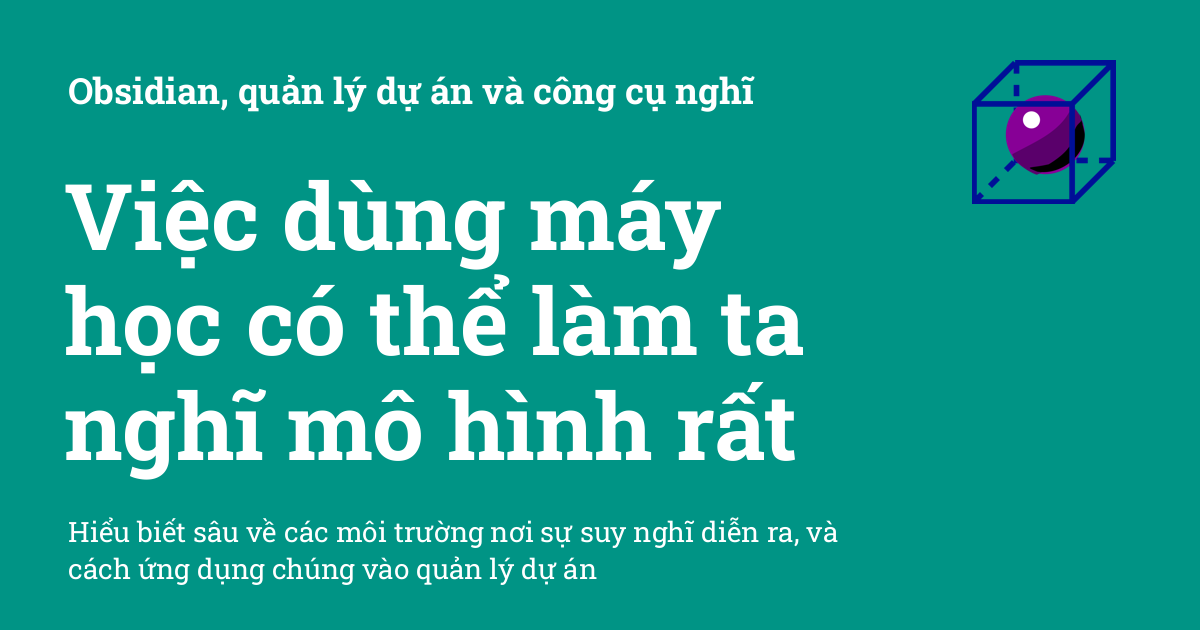 Obsidian, quản lý dự án và công cụ nghĩ
Việc dùng máy
học có thể làm ta
nghĩ mô hình rất
Hiểu biết sâu về các môi trường nơi sự suy nghĩ diễn ra, và
cách ứng dụng chúng vào quản lý dự án